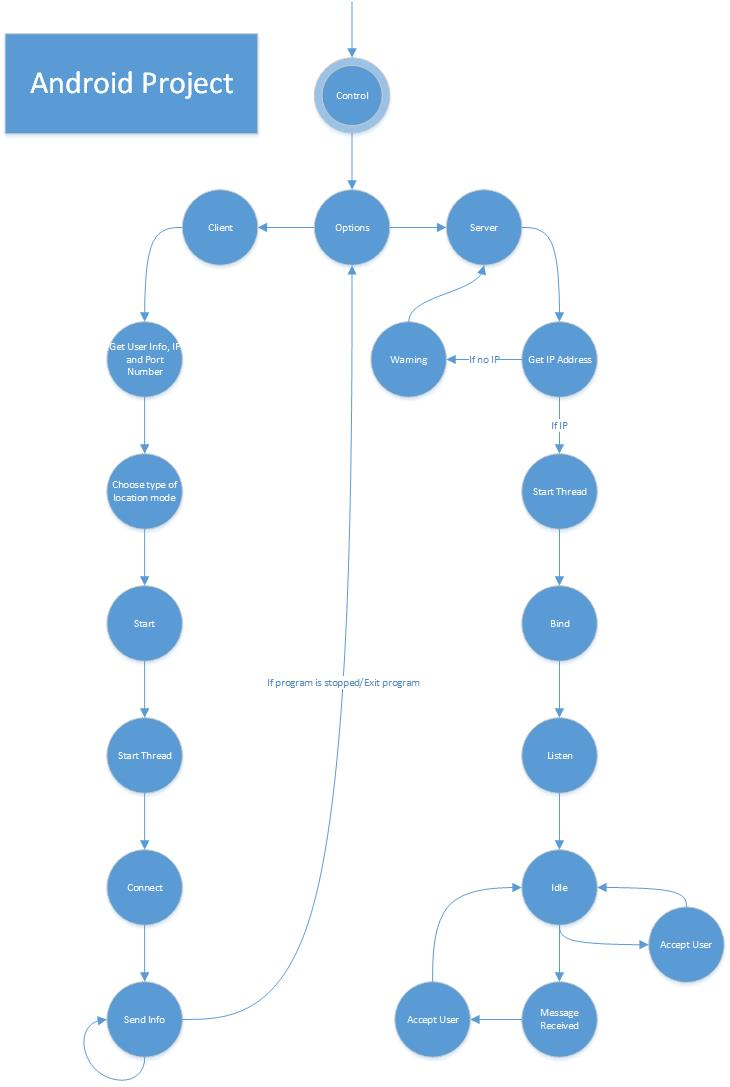 Android Project
Control
Client
Options
Server
Get User Info, IP
and Port
Number
Warning
If no IP
Get IP Address
If IP
Choose type of
location mode
Start Thread
Start
Bind
If program is stopped/Exit program
Start Thread
Listen
Connect
Idle
Accept User
Send Info
Accept User
Message
Received